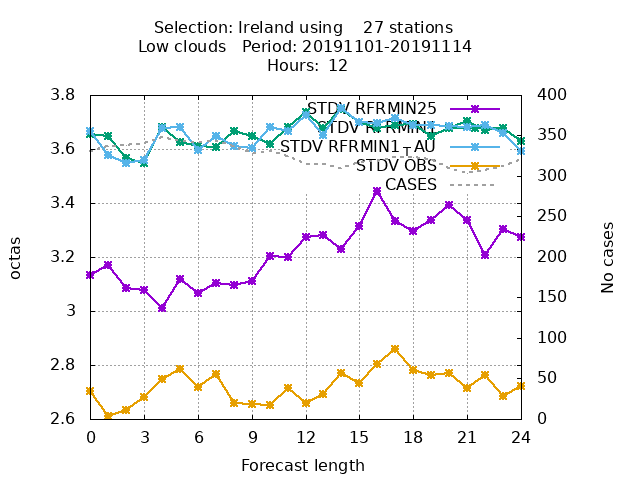 Selection: Ireland using    27 stations
Low clouds   Period: 20191101-20191114
Hours:  12
STDV RFRMIN25
STDV RFRMIN1
STDV RFRMIN1_AU
STDV OBS
CASES
octas
3.8
3.6
3.4
3.2
3
2.8
2.6
No cases
400
350
300
250
200
150
100
50
0
0 3 6 9 12 15 18 21 24
Forecast length